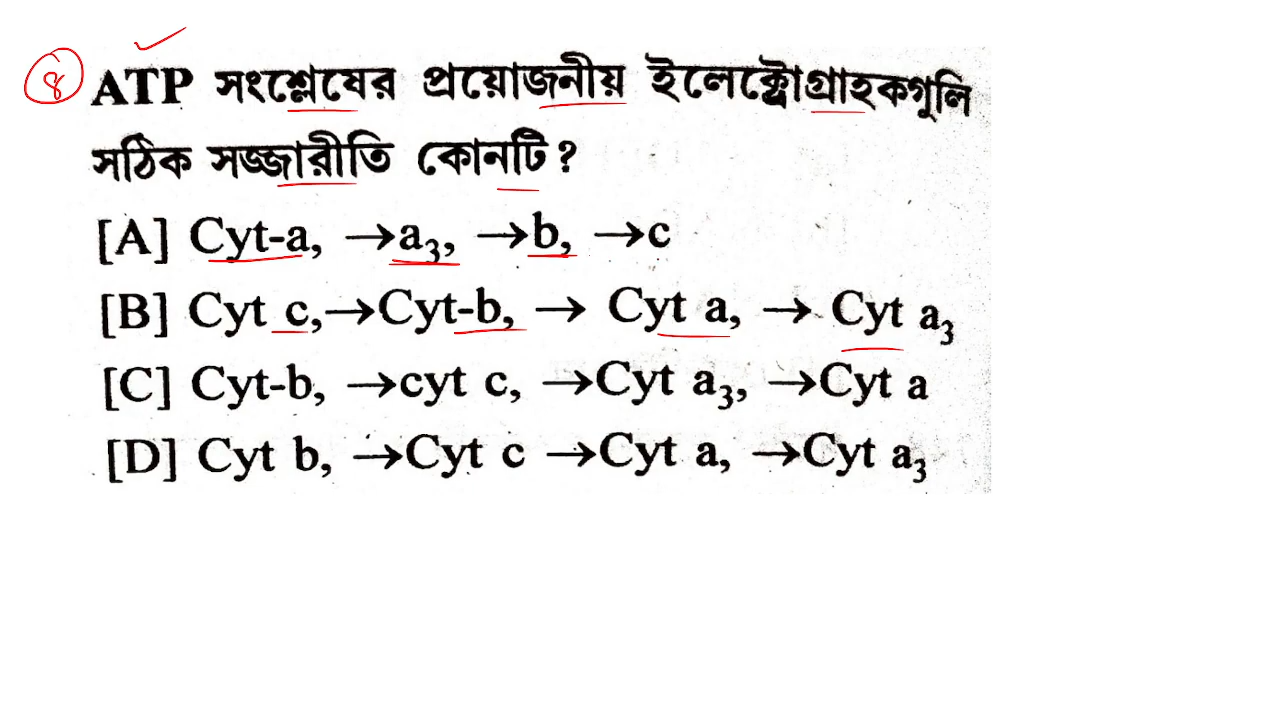 ৪ ATP সংশ্লেষের প্রয়োজনীয় ইলেক্ট্রোগ্রাহকগুলি
সঠিক সজ্জারীতি কোনটি ?
[A] Cyt-a, →a₃, →b, →c
[B] Cyt c,→Cyt-b, → Cyt a, → Cyt a₃
[C] Cyt-b, →cyt c, →Cyt a₃, →Cyt a
[D] Cyt b, →Cyt c →Cyt a, →Cyt a₃